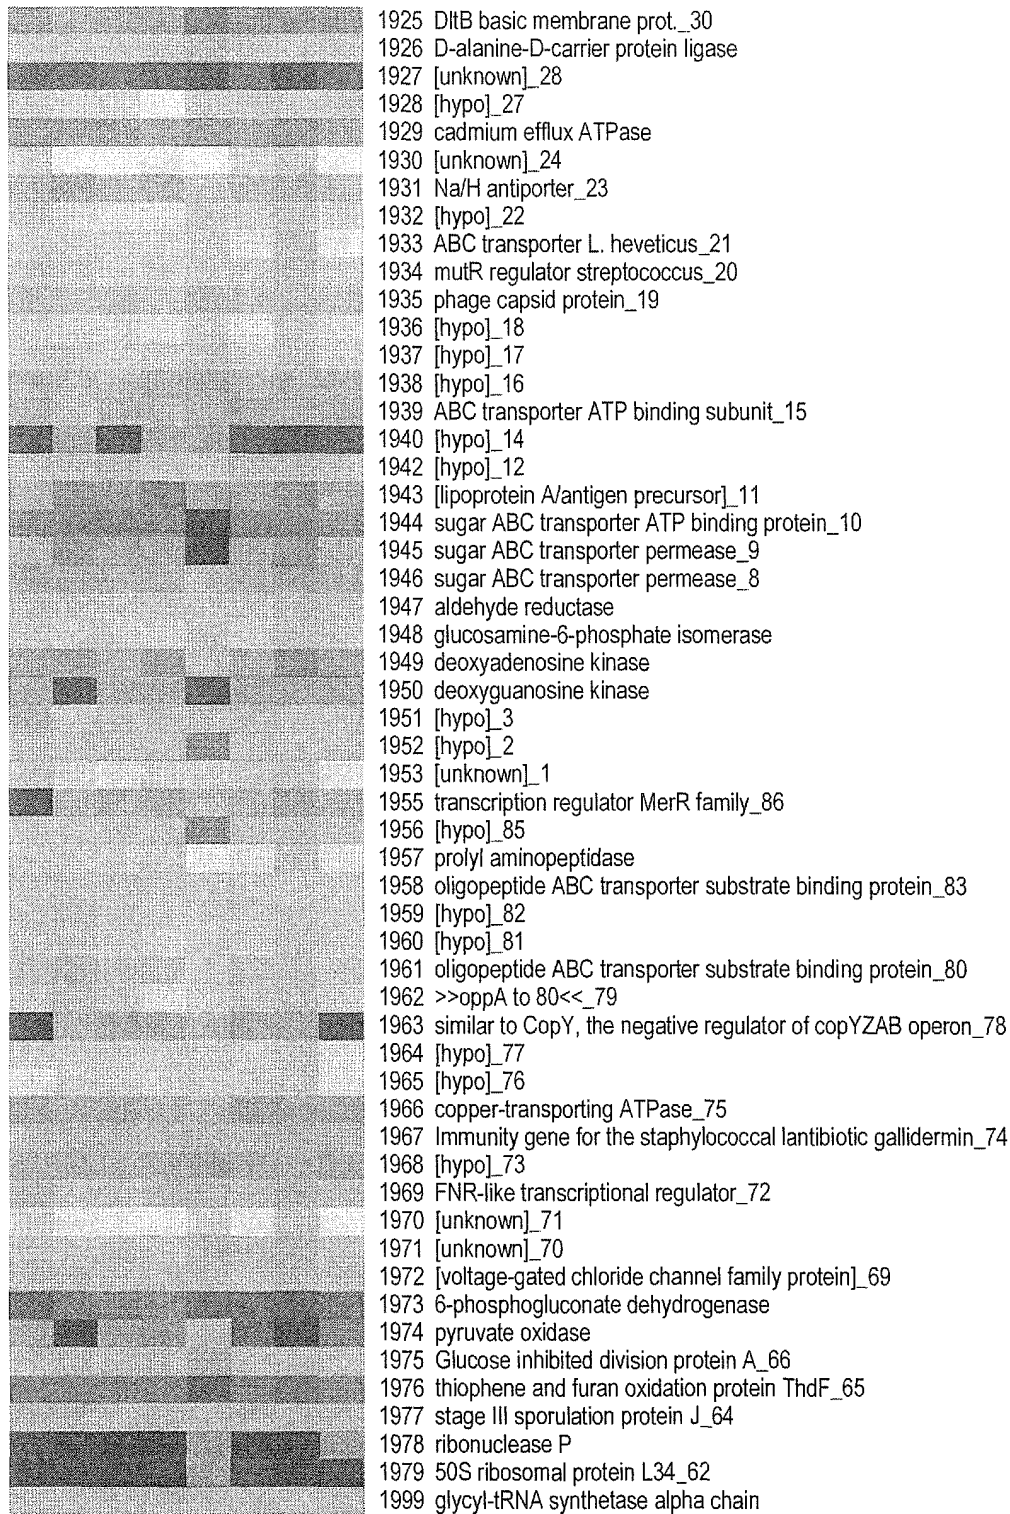 1925 DltB basic membrane prot._30
1926 D-alanine-D-carrier protein ligase
1927 [unknown]_28
1928 [hypo]_27
1929 cadmium efflux ATPase
1930 [unknown]_24
1931 Na/H antiporter_23
1932 [hypo]_22
1933 ABC transporter L. heveticus_21
1934 mutR regulator streptococcus_20
1935 phage capsid protein_19
1936 [hypo]_18
1937 [hypo]_17
1938 [hypo]_16
1939 ABC transporter ATP binding subunit_15
1940 [hypo]_14
1942 [hypo]_12
1943 [lipoprotein A/antigen precursor]_11
1944 sugar ABC transporter ATP binding protein_10
1945 sugar ABC transporter permease_9
1946 sugar ABC transporter permease_8
1947 aldehyde reductase
1948 glucosamine-6-phosphate isomerase
1949 deoxyadenosine kinase
1950 deoxyguanosine kinase
1951 [hypo]_3
1952 [hypo]_2
1953 [unknown]_1
1955 transcription regulator MerR family_86
1956 [hypo]_85
1957 prolyl aminopeptidase
1958 oligopeptide ABC transporter substrate binding protein_83
1959 [hypo]_82
1960 [hypo]_81
1961 oligopeptide ABC transporter substrate binding protein_80
1962 >>oppA to 80<<_79
1963 similar to CopY, the negative regulator of copYZAB operon_78
1964 [hypo]_77
1965 [hypo]_76
1966 copper-transporting ATPase_75
1967 Immunity gene for the staphylococcal lantibiotic gallidermin_74
1968 [hypo]_73
1969 FNR-like transcriptional regulator_72
1970 [unknown]_71
1971 [unknown]_70
1972 [voltage-gated chloride channel family protein]_69
1973 6-phosphogluconate dehydrogenase
1974 pyruvate oxidase
1975 Glucose inhibited division protein A_66
1976 thiophene and furan oxidation protein ThdF_65
1977 stage III sporulation protein J_64
1978 ribonuclease P
1979 50S ribosomal protein L34_62
1999 glycyl-tRNA synthetase alpha chain